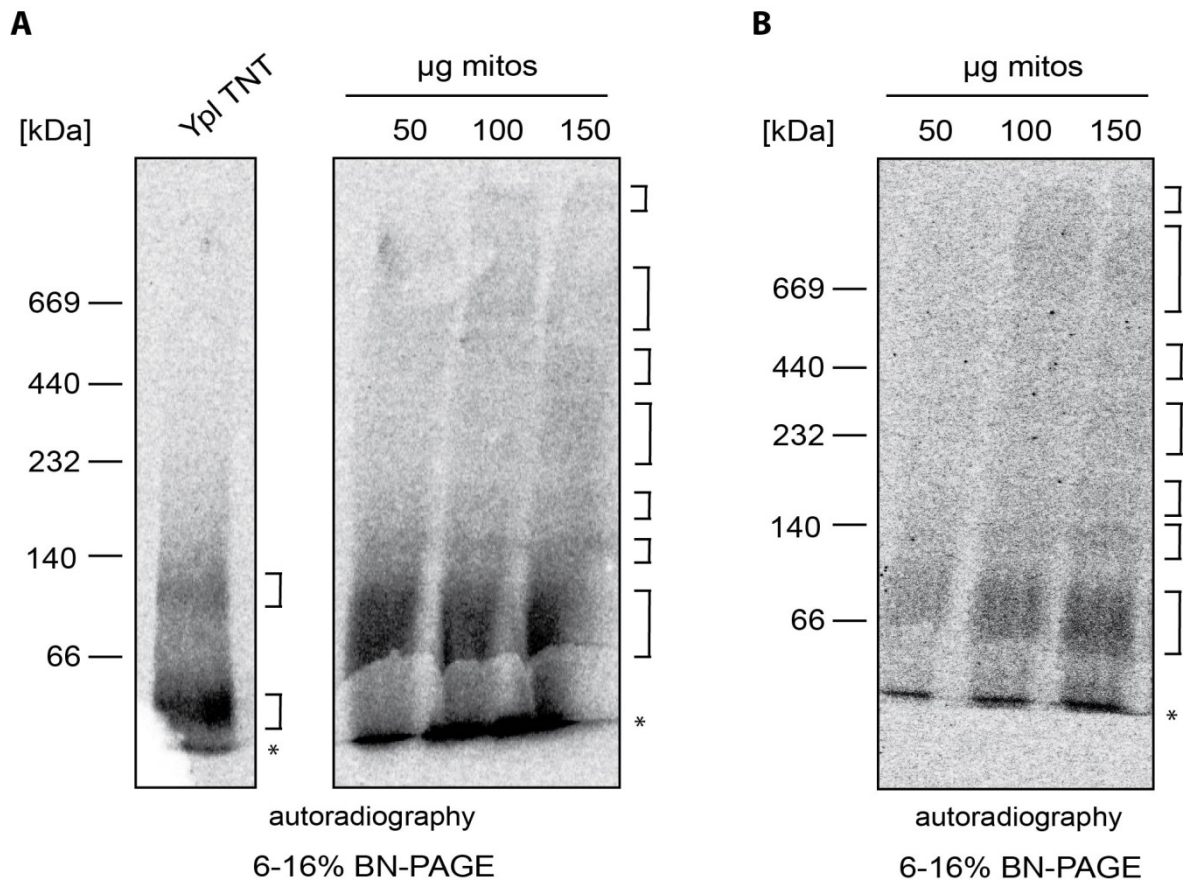 A
B
Ypl TNT
µg mitos
µg mitos
[kDa]
50 100 150
[kDa]
50 100 150
669
440
232
140
66
*
*
669
440
232
140
66
*
autoradiography
6-16% BN-PAGE
autoradiography
6-16% BN-PAGE